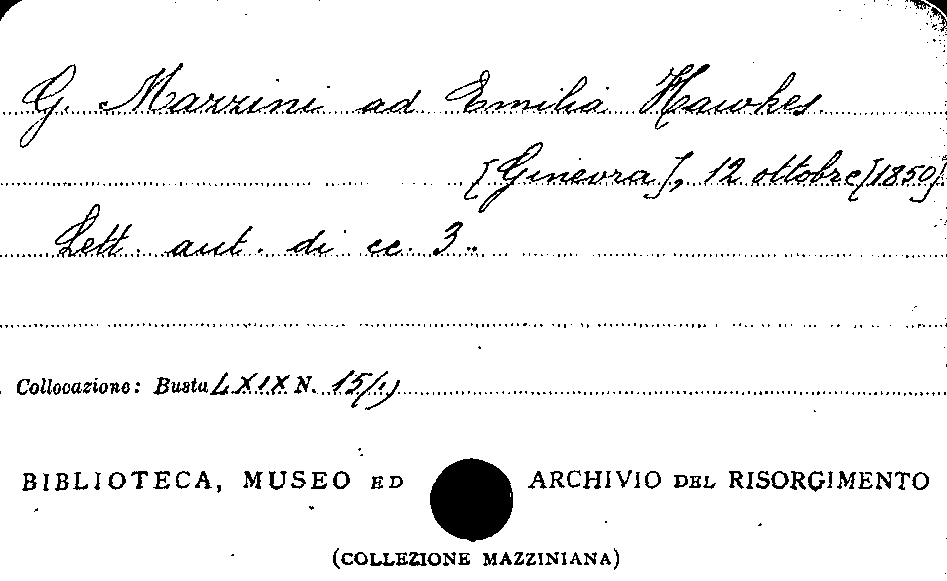 G. Mazzini ad Emilia Hawkes
[Ginevra], 12 ottobre [1850]
Lett. aut. di cc. 3..
Collocazione: Busta LXIX N. 15/1)
BIBLIOTECA, MUSEO ED ARCHIVIO DEL RISORGIMENTO
(COLLEZIONE MAZZINIANA)